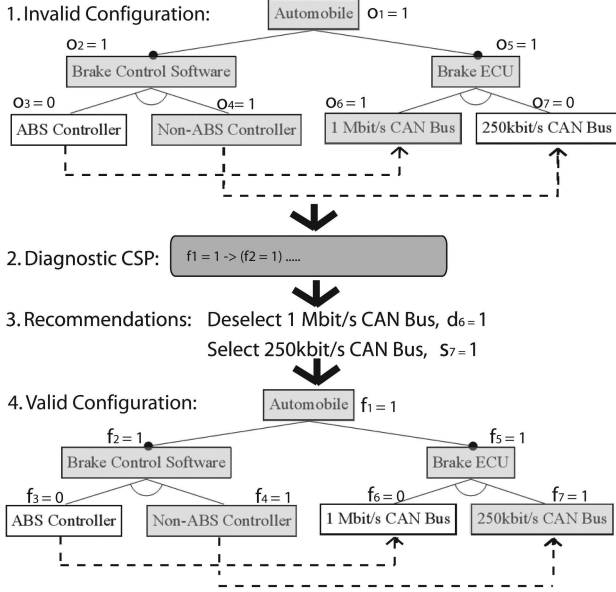 1. Invalid Configuration:
Automobile O1 = 1
O2 = 1 O5 = 1
Brake Control Software Brake ECU
O3 = 0 O4= 1 O6 = 1 O7 = 0
ABS Controller Non-ABS Controller 1 Mbit/s CAN Bus 250kbit/s CAN Bus
2. Diagnostic CSP: f1 = 1 -> (f2 = 1) .....
3. Recommendations: Deselect 1 Mbit/s CAN Bus, d6 = 1
Select 250kbit/s CAN Bus, S7 = 1
4. Valid Configuration:
Automobile f1 = 1
f2 = 1 f5 = 1
Brake Control Software Brake ECU
f3 = 0 f4 = 1 f6 = 0 f7 = 1
ABS Controller Non-ABS Controller 1 Mbit/s CAN Bus 250kbit/s CAN Bus